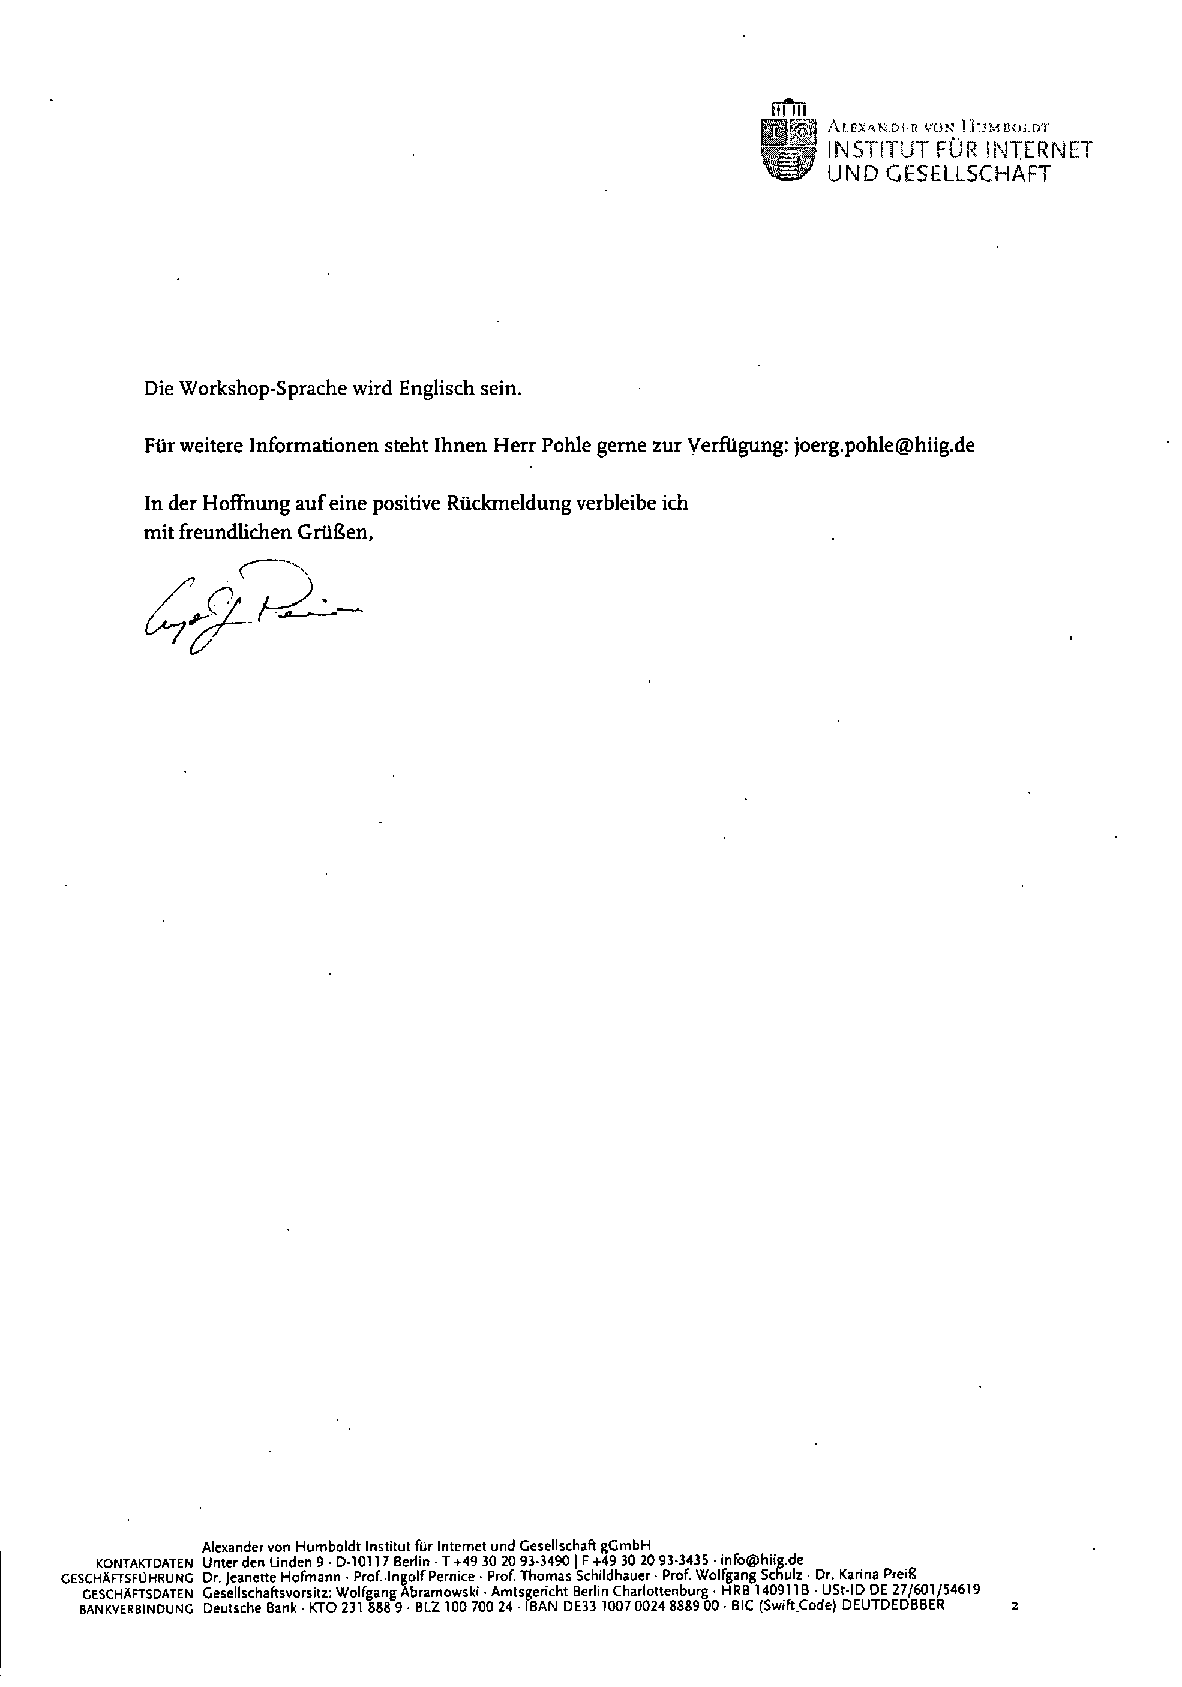 ALEXANDER VON HUMBOLDT
INSTITUT FÜR INTERNET
UND GESELLSCHAFT
Die Workshop-Sprache wird Englisch sein.
Für weitere Informationen steht Ihnen Herr Pohle gerne zur Verfügung: joerg.pohle@hiig.de
In der Hoffnung auf eine positive Rückmeldung verbleibe ich
mit freundlichen Grüßen,
Alexander von Humboldt Institut für Internet und Gesellschaft gGmbH
KONTAKTDATEN Unter den Linden 9 · D-10117 Berlin · T +49 30 20 93-3490 | F +49 30 20 93-3435 · info@hiig.de
GESCHÄFTSFÜHRUNG Dr. Jeanette Hofmann · Prof. Ingolf Pernice · Prof. Thomas Schildhauer · Prof. Wolfgang Schulz · Dr. Karina Preiß
GESCHÄFTSDATEN Gesellschaftsvorsitz: Wolfgang Abramowski · Amtsgericht Berlin Charlottenburg · HRB 140911B · USt-ID DE 27/601/54619
BANKVERBINDUNG Deutsche Bank · KTO 231 888 9 · BLZ 100 700 24 · IBAN DE33 1007 0024 8889 00 · BIC (Swift_Code) DEUTDEDBBER 2